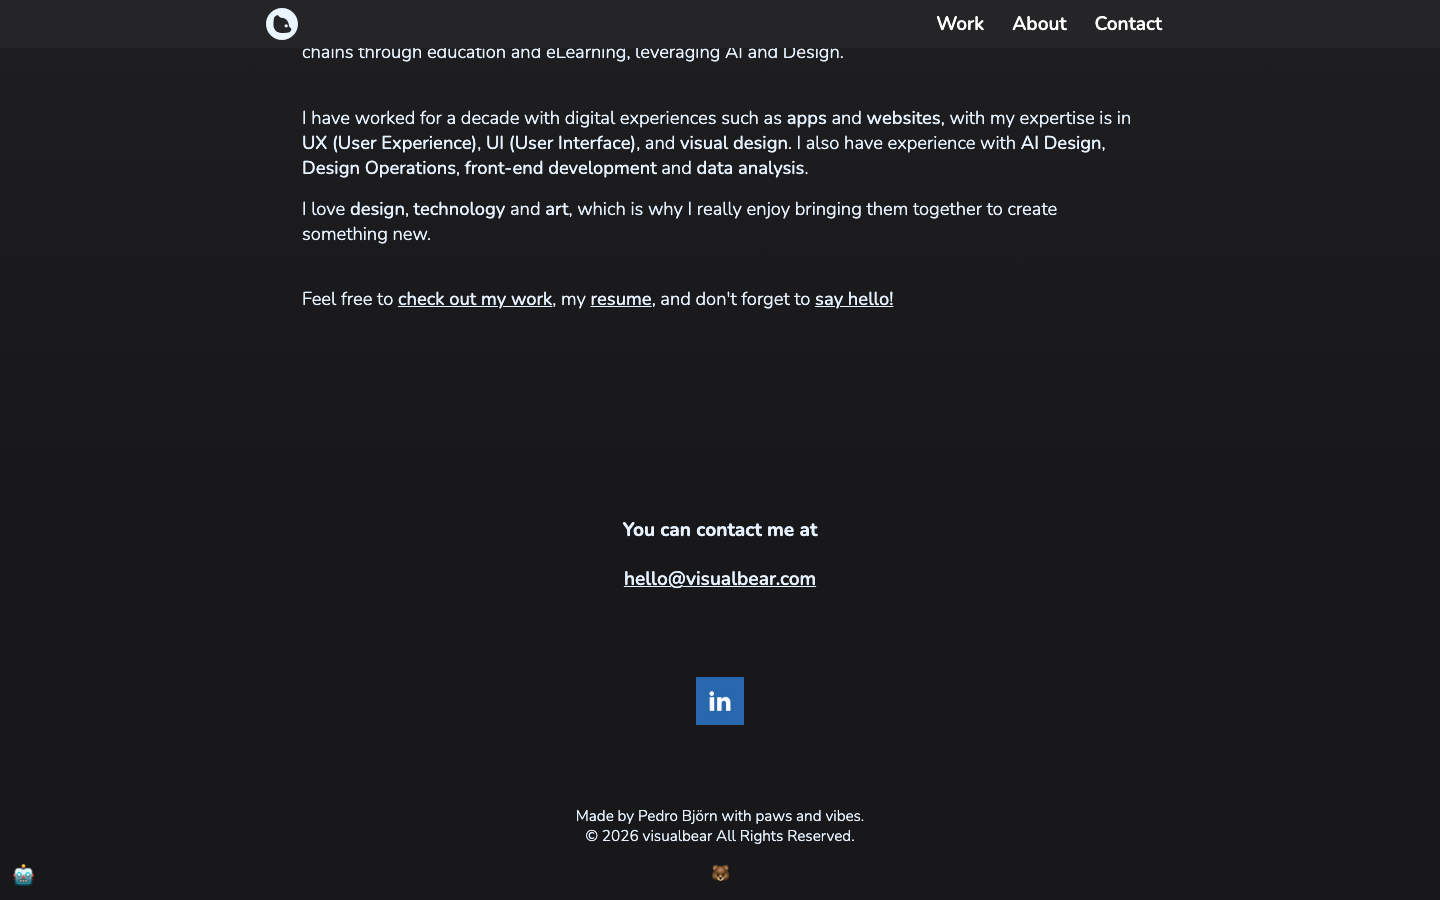 Work About Contact
chains through education and eLearning, leveraging AI and Design.
I have worked for a decade with digital experiences such as apps and websites, with my expertise is in
UX (User Experience), UI (User Interface), and visual design. I also have experience with AI Design,
Design Operations, front-end development and data analysis.
I love design, technology and art, which is why I really enjoy bringing them together to create
something new.
Feel free to check out my work, my resume, and don't forget to say hello!
You can contact me at
hello@visualbear.com
in
Made by Pedro Björn with paws and vibes.
© 2026 visualbear All Rights Reserved.